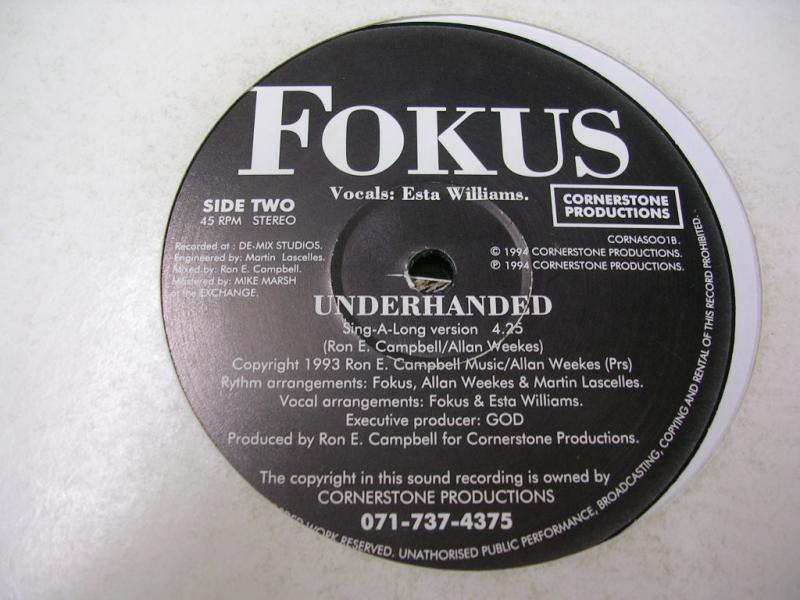 FOKUS
Vocals: Esta Williams.
SIDE TWO
45 RPM STEREO
CORNERSTONE
PRODUCTIONS
CORNASOO1B.
© 1994 CORNERSTONE PRODUCTIONS.
℗ 1994 CORNERSTONE PRODUCTIONS.
Recorded at : DE-MIX STUDIOS.
Engineered by: Martin Lascelles.
Mixed by: Ron E. Campbell.
Mastered by: MIKE MARSH
at the EXCHANGE.
UNDERHANDED
Sing-A-Long version 4.25
(Ron E. Campbell/Allan Weekes)
Copyright 1993 Ron E. Campbell Music/Allan Weekes (Prs)
Rythm arrangements: Fokus, Allan Weekes & Martin Lascelles.
Vocal arrangements: Fokus & Esta Williams.
Executive producer: GOD
Produced by Ron E. Campbell for Cornerstone Productions.
The copyright in this sound recording is owned by
CORNERSTONE PRODUCTIONS
071-737-4375
WORK RESERVED. UNAUTHORISED PUBLIC PERFORMANCE, BROADCASTING, COPYING AND RENTAL OF THIS RECORD PROHIBITED.